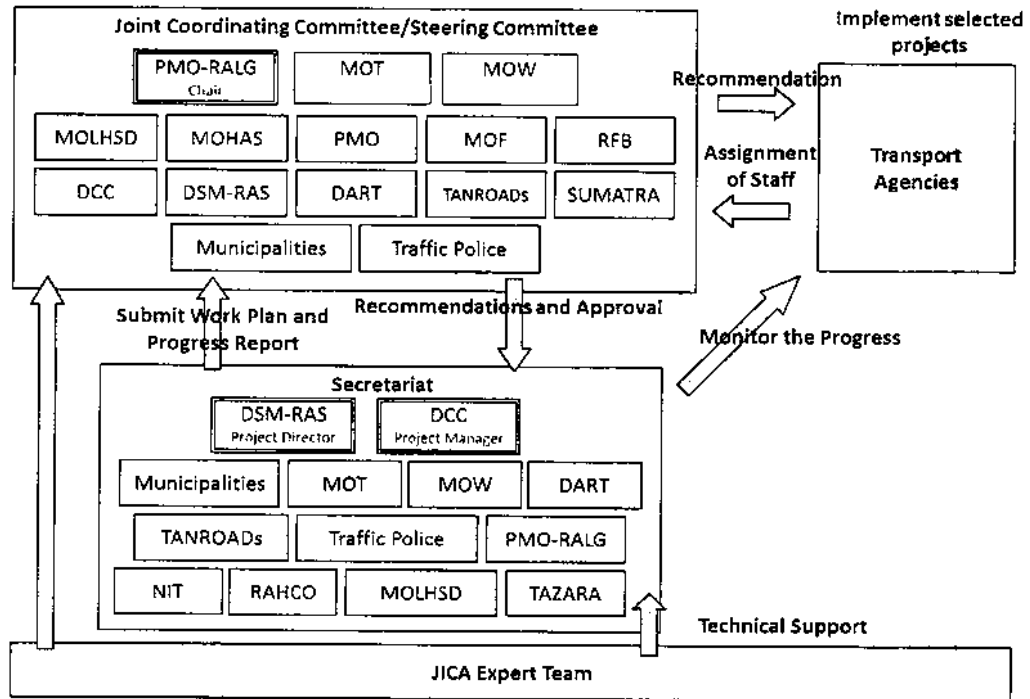 Joint Coordinating Committee/Steering Committee
PMO-RALG
Chair
MOT
MOW
MOLHSD
MOHAS
PMO
MOF
RFB
DCC
DSM-RAS
DART
TANROADs
SUMATRA
Municipalities
Traffic Police
Implement selected
projects
Recommendation
Assignment
of Staff
Transport
Agencies
Submit Work Plan and
Progress Report
Recommendations and Approval
Monitor the Progress
Secretariat
DSM-RAS
Project Director
DCC
Project Manager
Municipalities
MOT
MOW
DART
TANROADs
Traffic Police
PMO-RALG
NIT
RAHCO
MOLHSD
TAZARA
Technical Support
JICA Expert Team